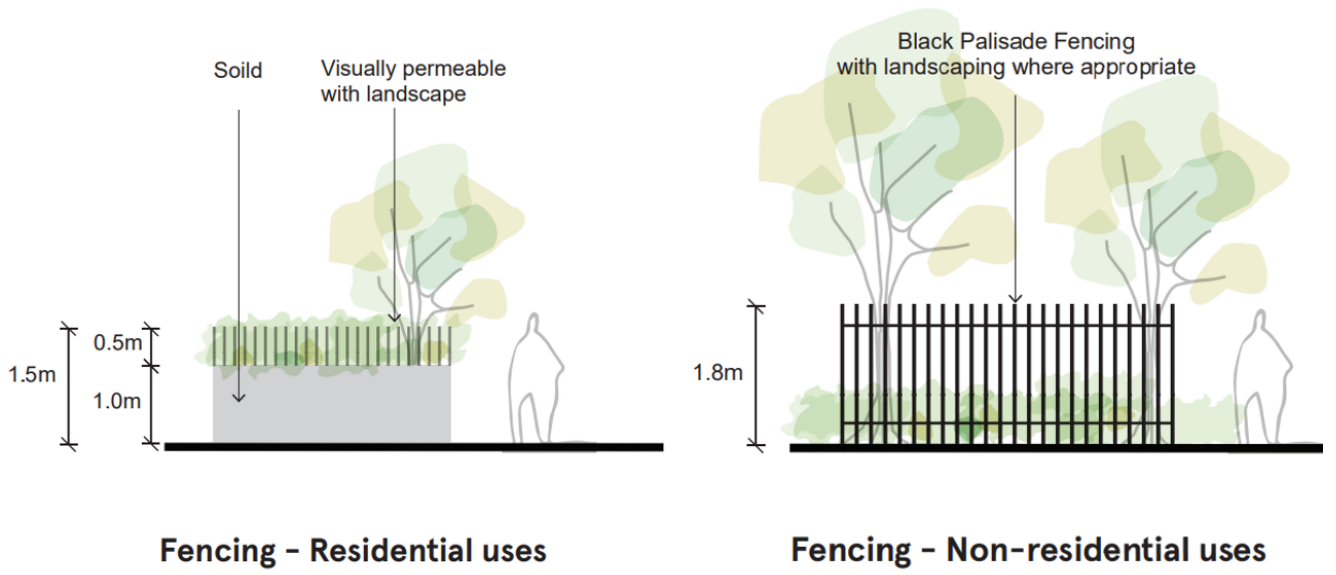 Soild
Visually permeable
with landscape
0.5m
1.5m
1.0m
Fencing - Residential uses
Black Palisade Fencing
with landscaping where appropriate
1.8m
Fencing - Non-residential uses